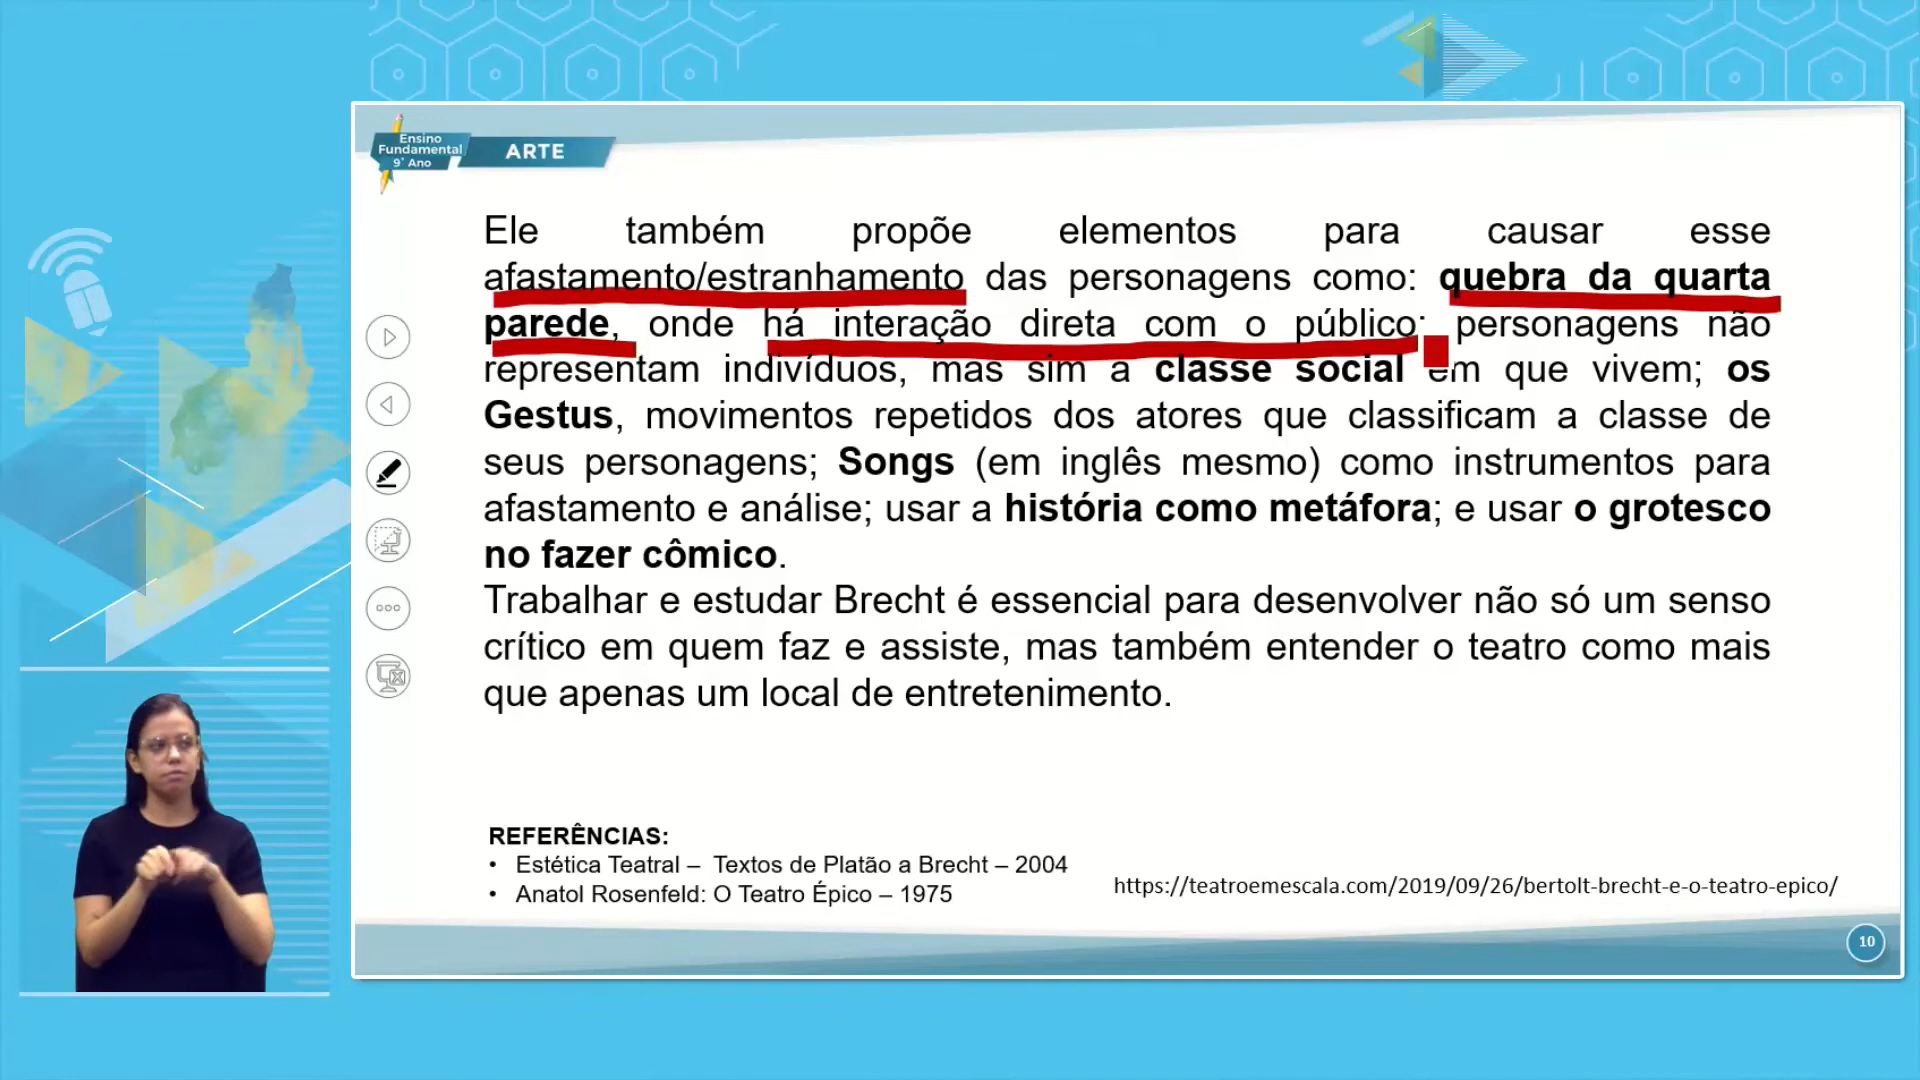 Ensino
Fundamental
9° Ano
ARTE
Ele também propõe elementos para causar esse
afastamento/estranhamento das personagens como: quebra da quarta
parede, onde há interação direta com o público; personagens não
representam indivíduos, mas sim a classe social em que vivem; os
Gestus, movimentos repetidos dos atores que classificam a classe de
seus personagens; Songs (em inglês mesmo) como instrumentos para
afastamento e análise; usar a história como metáfora; e usar o grotesco
no fazer cômico.
Trabalhar e estudar Brecht é essencial para desenvolver não só um senso
crítico em quem faz e assiste, mas também entender o teatro como mais
que apenas um local de entretenimento.
REFERÊNCIAS:
• Estética Teatral – Textos de Platão a Brecht – 2004
• Anatol Rosenfeld: O Teatro Épico – 1975
https://teatroemescala.com/2019/09/26/bertolt-brecht-e-o-teatro-epico/
10